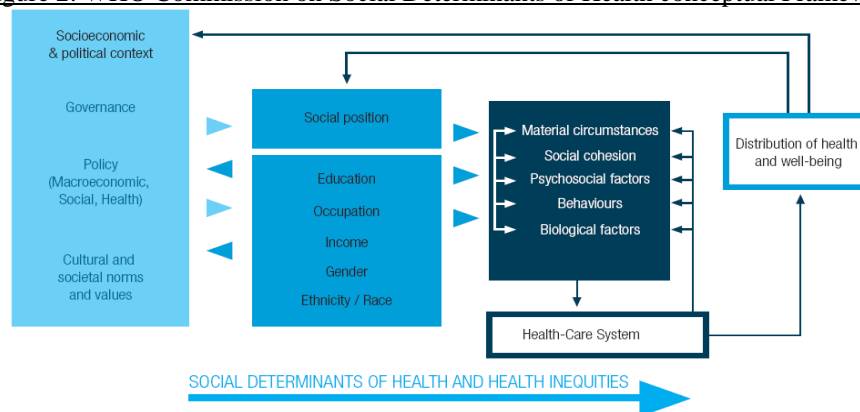 Socioeconomic
& political context
Governance
Policy
(Macroeconomic,
Social, Health)
Cultural and
societal norms
and values
Social position
Education
Occupation
Income
Gender
Ethnicity / Race
Material circumstances
Social cohesion
Psychosocial factors
Behaviours
Biological factors
Health-Care System
Distribution of health
and well-being
SOCIAL DETERMINANTS OF HEALTH AND HEALTH INEQUITIES